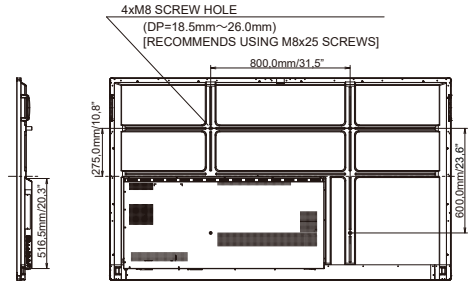 4xM8 SCREW HOLE
(DP=18.5mm～26.0mm)
[RECOMMENDS USING M8x25 SCREWS]
800,0mm/31,5"
275,0mm/10,8"
600,0mm/23,6"
516,5mm/20,3"